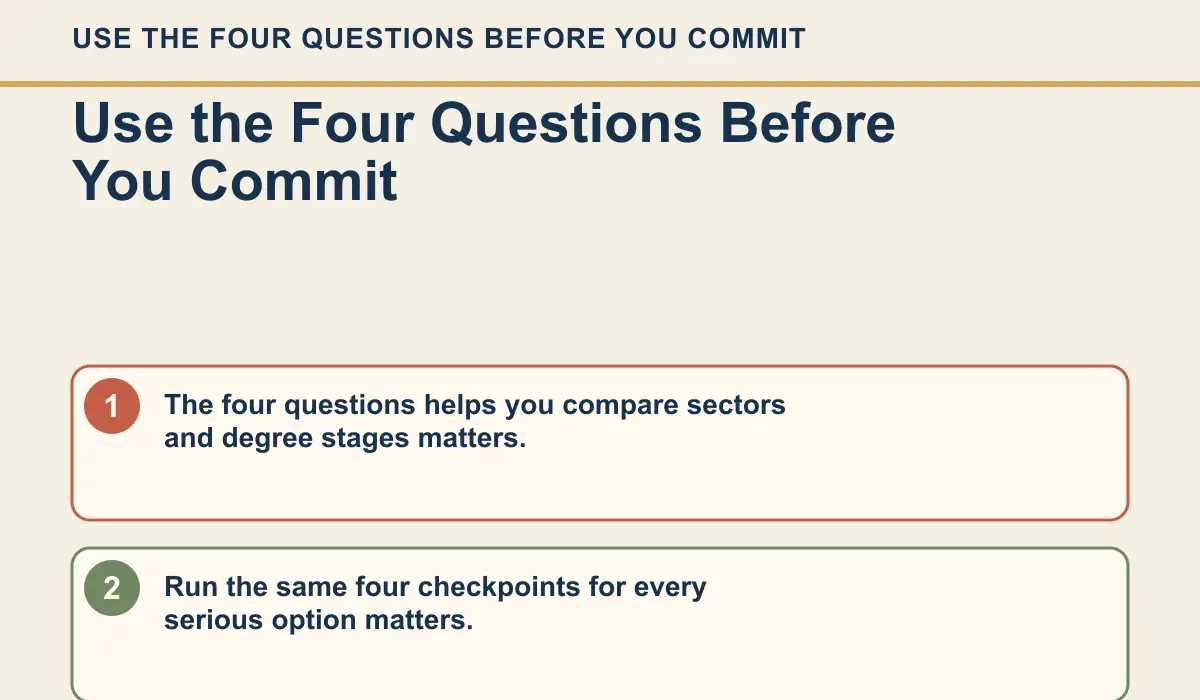 USE THE FOUR QUESTIONS BEFORE YOU COMMIT
Use the Four Questions Before
You Commit
1
The four questions helps you compare sectors
and degree stages matters.
2
Run the same four checkpoints for every
serious option matters.